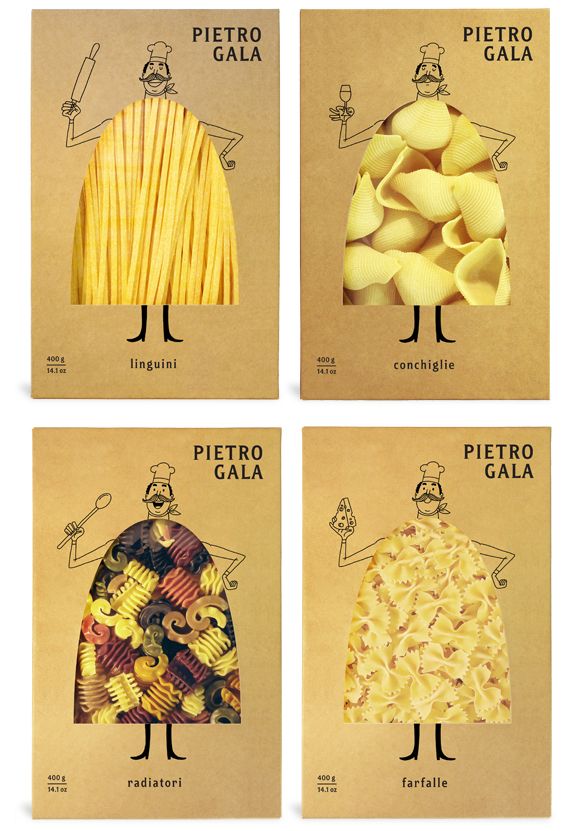 PIETRO
GALA
400 g
14.1 oz
linguini
PIETRO
GALA
400 g
14.1 oz
conchiglie
PIETRO
GALA
400 g
14.1 oz
radiatori
PIETRO
GALA
400 g
14.1 oz
farfalle